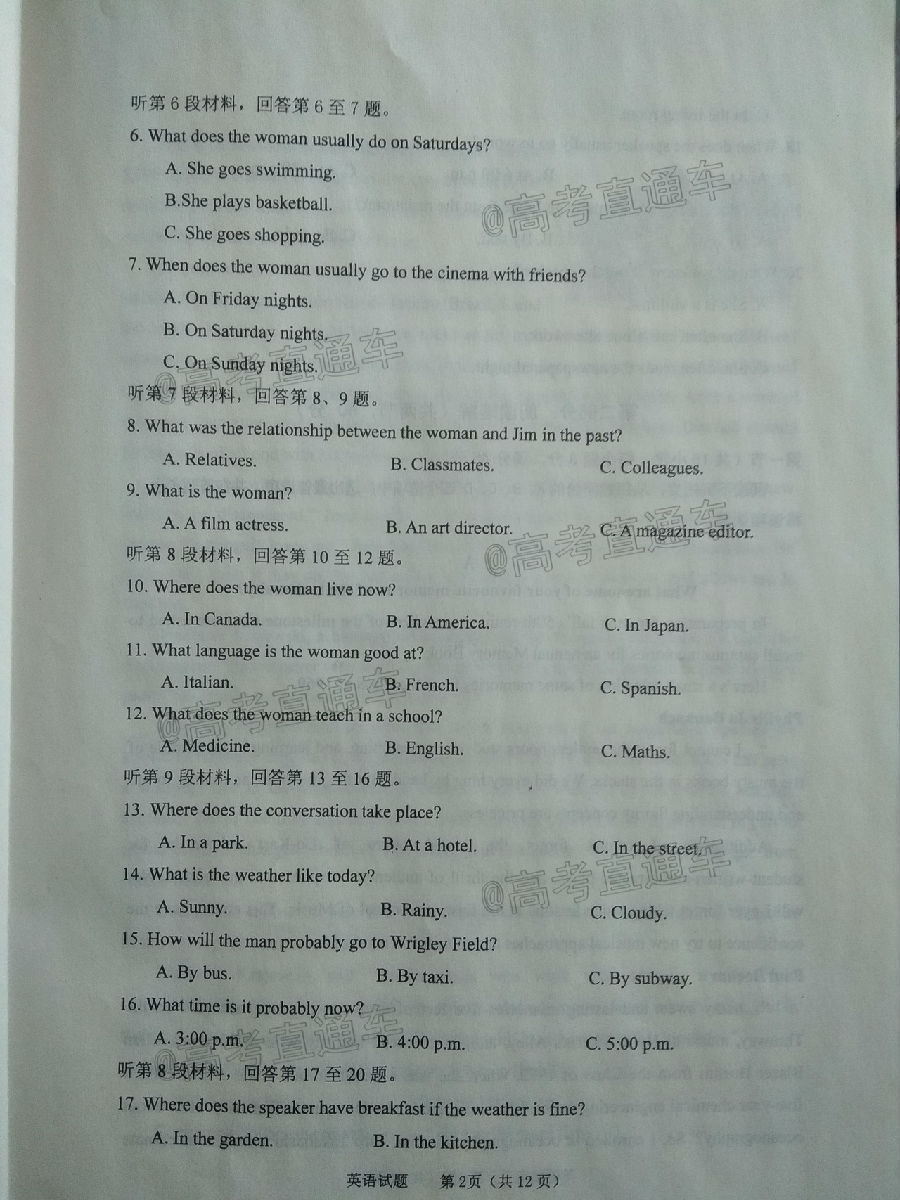 听第6段材料，回答第6至7题。
6. What does the woman usually do on Saturdays?
A. She goes swimming.
B.She plays basketball.
C. She goes shopping.
7. When does the woman usually go to the cinema with friends?
A. On Friday nights.
B. On Saturday nights.
C. On Sunday nights.
听第7段材料，回答第8、9题。
8. What was the relationship between the woman and Jim in the past?
A. Relatives. B. Classmates. C. Colleagues.
9. What is the woman?
A. A film actress. B. An art director. C. A magazine editor.
听第8段材料，回答第10至12题。
10. Where does the woman live now?
A. In Canada. B. In America. C. In Japan.
11. What language is the woman good at?
A. Italian. B. French. C. Spanish.
12. What does the woman teach in a school?
A. Medicine. B. English. C. Maths.
听第9段材料，回答第13至16题。
13. Where does the conversation take place?
A. In a park. B. At a hotel. C. In the street.
14. What is the weather like today?
A. Sunny. B. Rainy. C. Cloudy.
15. How will the man probably go to Wrigley Field?
A. By bus. B. By taxi. C. By subway.
16. What time is it probably now?
A. 3:00 p.m. B. 4:00 p.m. C. 5:00 p.m.
听第8段材料，回答第17至20题。
17. Where does the speaker have breakfast if the weather is fine?
A. In the garden. B. In the kitchen.
英语试题 第2页（共12页）
@高考直通车
@高考直通车
@高考直通车
@高考直通车
@高考直通车
@高考直通车